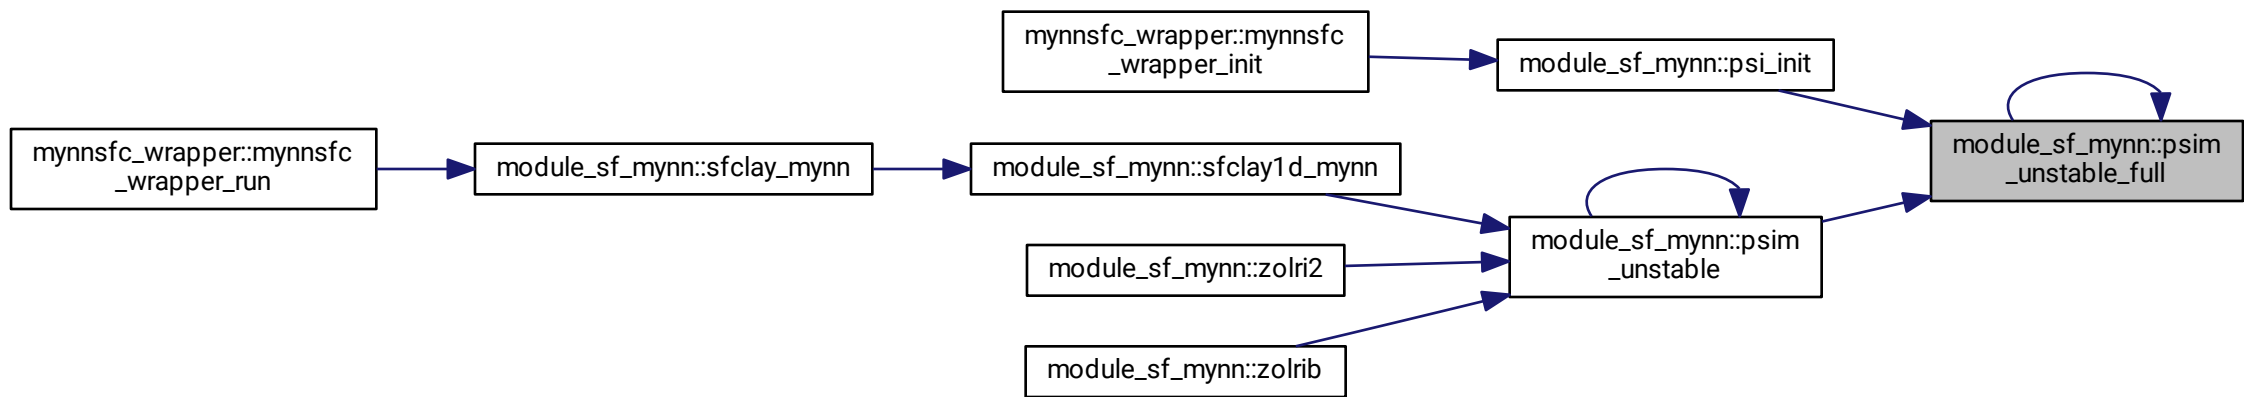 mynnsfc_wrapper::mynnsfc
_wrapper_init
module_sf_mynn::psi_init
module_sf_mynn::psim
_unstable_full
mynnsfc_wrapper::mynnsfc
_wrapper_run
module_sf_mynn::sfclay_mynn
module_sf_mynn::sfclay1d_mynn
module_sf_mynn::psim
_unstable
module_sf_mynn::zolri2
module_sf_mynn::zolrib